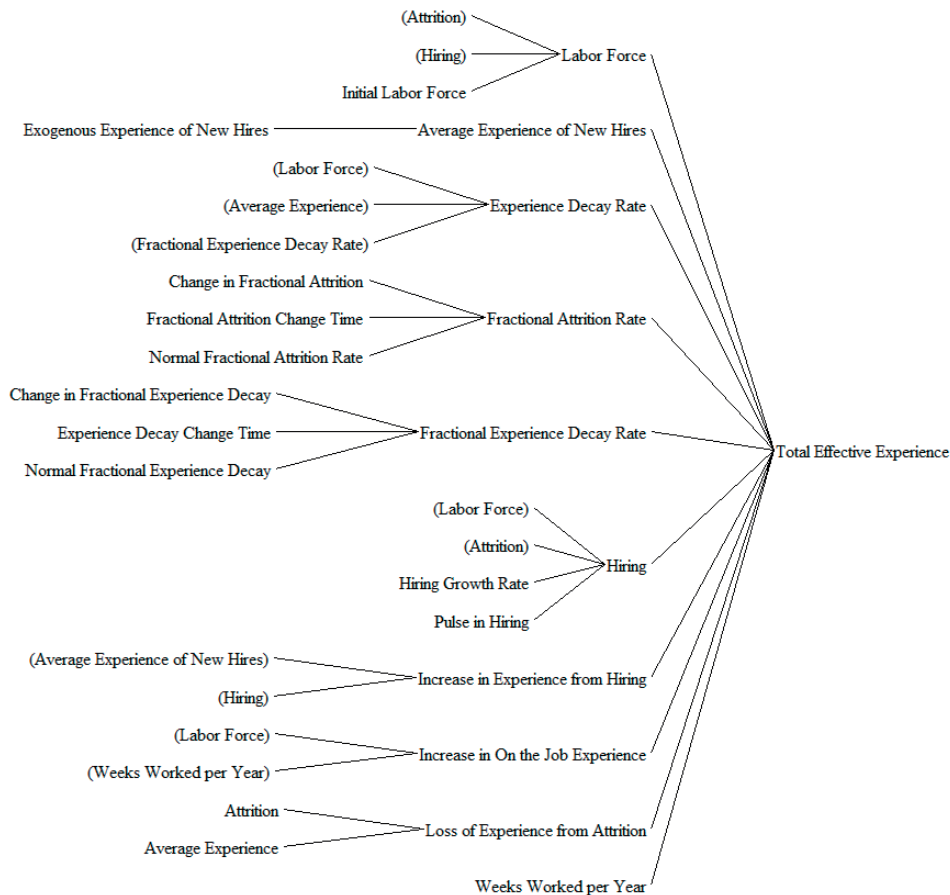 (Attrition)
(Hiring)
Labor Force
Initial Labor Force
Exogenous Experience of New Hires
Average Experience of New Hires
(Labor Force)
(Average Experience)
Experience Decay Rate
(Fractional Experience Decay Rate)
Change in Fractional Attrition
Fractional Attrition Change Time
Fractional Attrition Rate
Normal Fractional Attrition Rate
Change in Fractional Experience Decay
Experience Decay Change Time
Fractional Experience Decay Rate
Total Effective Experience
Normal Fractional Experience Decay
(Labor Force)
(Attrition)
Hiring
Hiring Growth Rate
Pulse in Hiring
(Average Experience of New Hires)
Increase in Experience from Hiring
(Hiring)
(Labor Force)
Increase in On the Job Experience
(Weeks Worked per Year)
Attrition
Loss of Experience from Attrition
Average Experience
Weeks Worked per Year